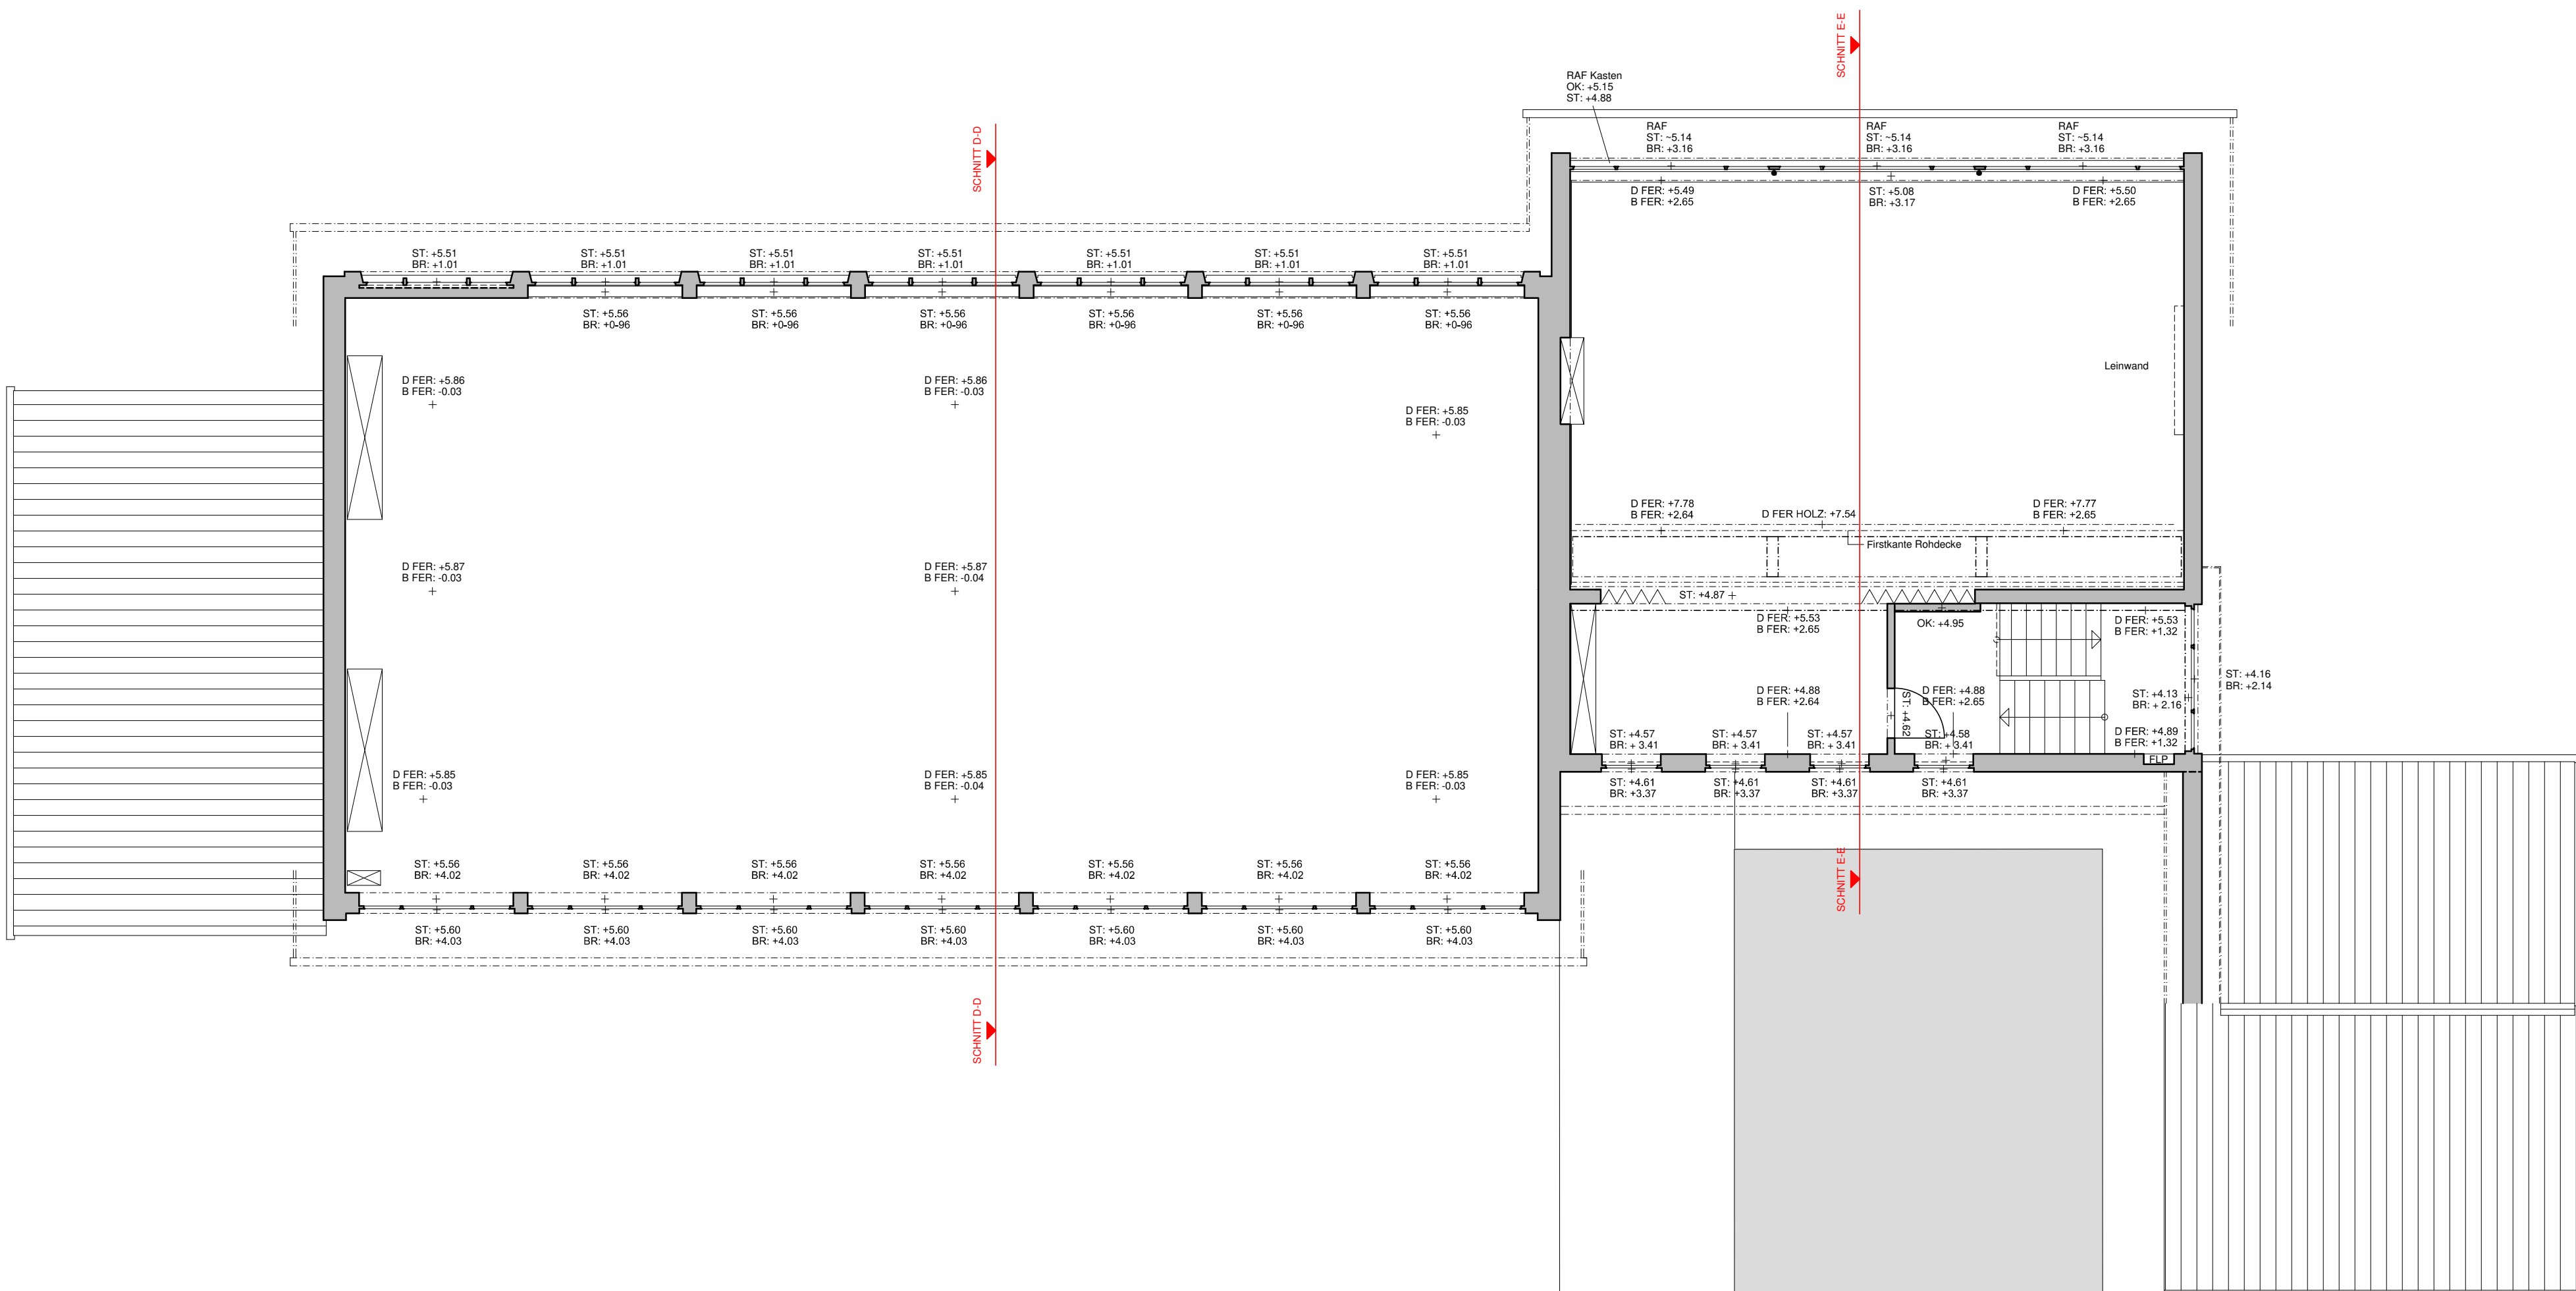 SCHNITT E-E
RAF Kasten
OK: +5.15
ST: +4.88
RAF
ST: ~5.14
BR: +3.16
RAF
ST: ~5.14
BR: +3.16
RAF
ST: ~5.14
BR: +3.16
SCHNITT D-D
D FER: +5.49
B FER: +2.65
ST: +5.08
BR: +3.17
D FER: +5.50
B FER: +2.65
ST: +5.51
BR: +1.01
ST: +5.51
BR: +1.01
ST: +5.51
BR: +1.01
ST: +5.51
BR: +1.01
ST: +5.51
BR: +1.01
ST: +5.51
BR: +1.01
ST: +5.51
BR: +1.01
ST: +5.56
BR: +0-96
ST: +5.56
BR: +0-96
ST: +5.56
BR: +0-96
ST: +5.56
BR: +0-96
ST: +5.56
BR: +0-96
ST: +5.56
BR: +0-96
Leinwand
D FER: +5.86
B FER: -0.03
D FER: +5.86
B FER: -0.03
D FER: +5.85
B FER: -0.03
D FER: +7.78
B FER: +2.64
D FER HOLZ: +7.54
D FER: +7.77
B FER: +2.65
Firstkante Rohdecke
D FER: +5.87
B FER: -0.03
D FER: +5.87
B FER: -0.04
ST: +4.87
D FER: +5.53
B FER: +2.65
OK: +4.95
D FER: +5.53
B FER: +1.32
ST: +4.16
BR: +2.14
D FER: +4.88
B FER: +2.64
ST: +4.62
D FER: +4.88
B FER: +2.65
ST: +4.13
BR: + 2.16
D FER: +4.89
B FER: +1.32
ST: +4.57
BR: + 3.41
ST: +4.57
BR: + 3.41
ST: +4.57
BR: + 3.41
ST: +4.58
BR: + 3.41
FLP
D FER: +5.85
B FER: -0.03
D FER: +5.85
B FER: -0.04
D FER: +5.85
B FER: -0.03
ST: +4.61
BR: +3.37
ST: +4.61
BR: +3.37
ST: +4.61
BR: +3.37
ST: +4.61
BR: +3.37
ST: +5.56
BR: +4.02
ST: +5.56
BR: +4.02
ST: +5.56
BR: +4.02
ST: +5.56
BR: +4.02
ST: +5.56
BR: +4.02
ST: +5.56
BR: +4.02
ST: +5.56
BR: +4.02
SCHNITT E-E
ST: +5.60
BR: +4.03
ST: +5.60
BR: +4.03
ST: +5.60
BR: +4.03
ST: +5.60
BR: +4.03
ST: +5.60
BR: +4.03
ST: +5.60
BR: +4.03
ST: +5.60
BR: +4.03
SCHNITT D-D